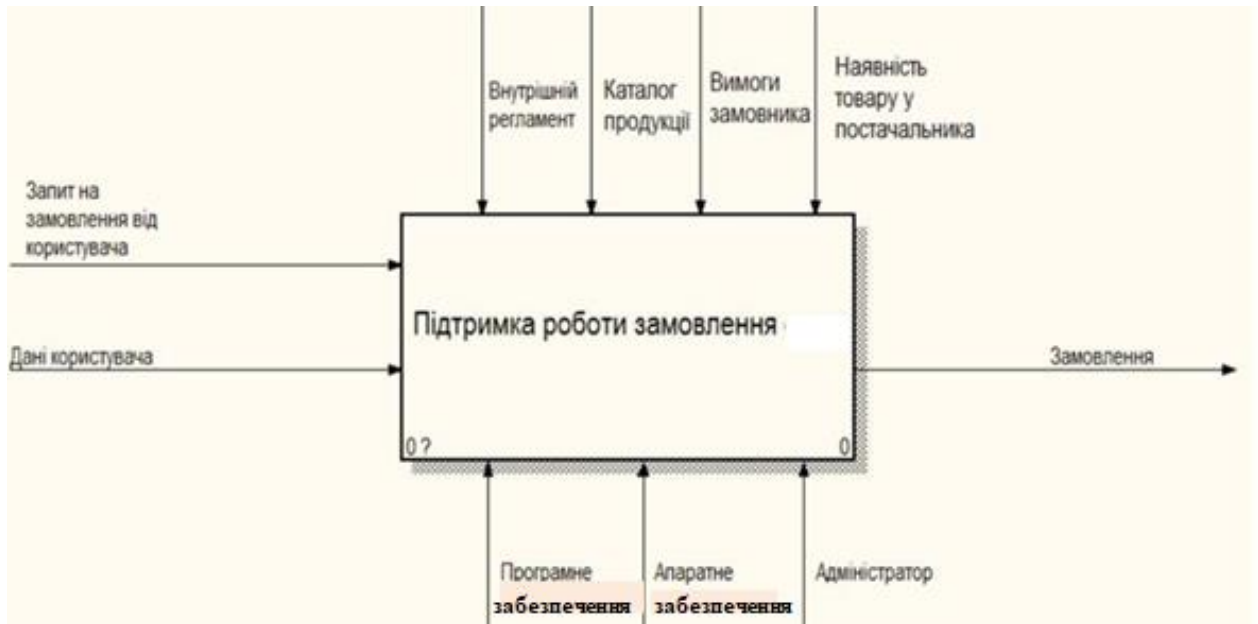 Внутрішній
регламент
Каталог
продукції
Вимоги
замовника
Наявність
товару у
постачальника
Запит на
замовлення від
користувача
Підтримка роботи замовлення
Дані користувача
Замовлення
0 ?
0
Програмне
забезпечення
Апаратне
забезпечення
Адміністратор